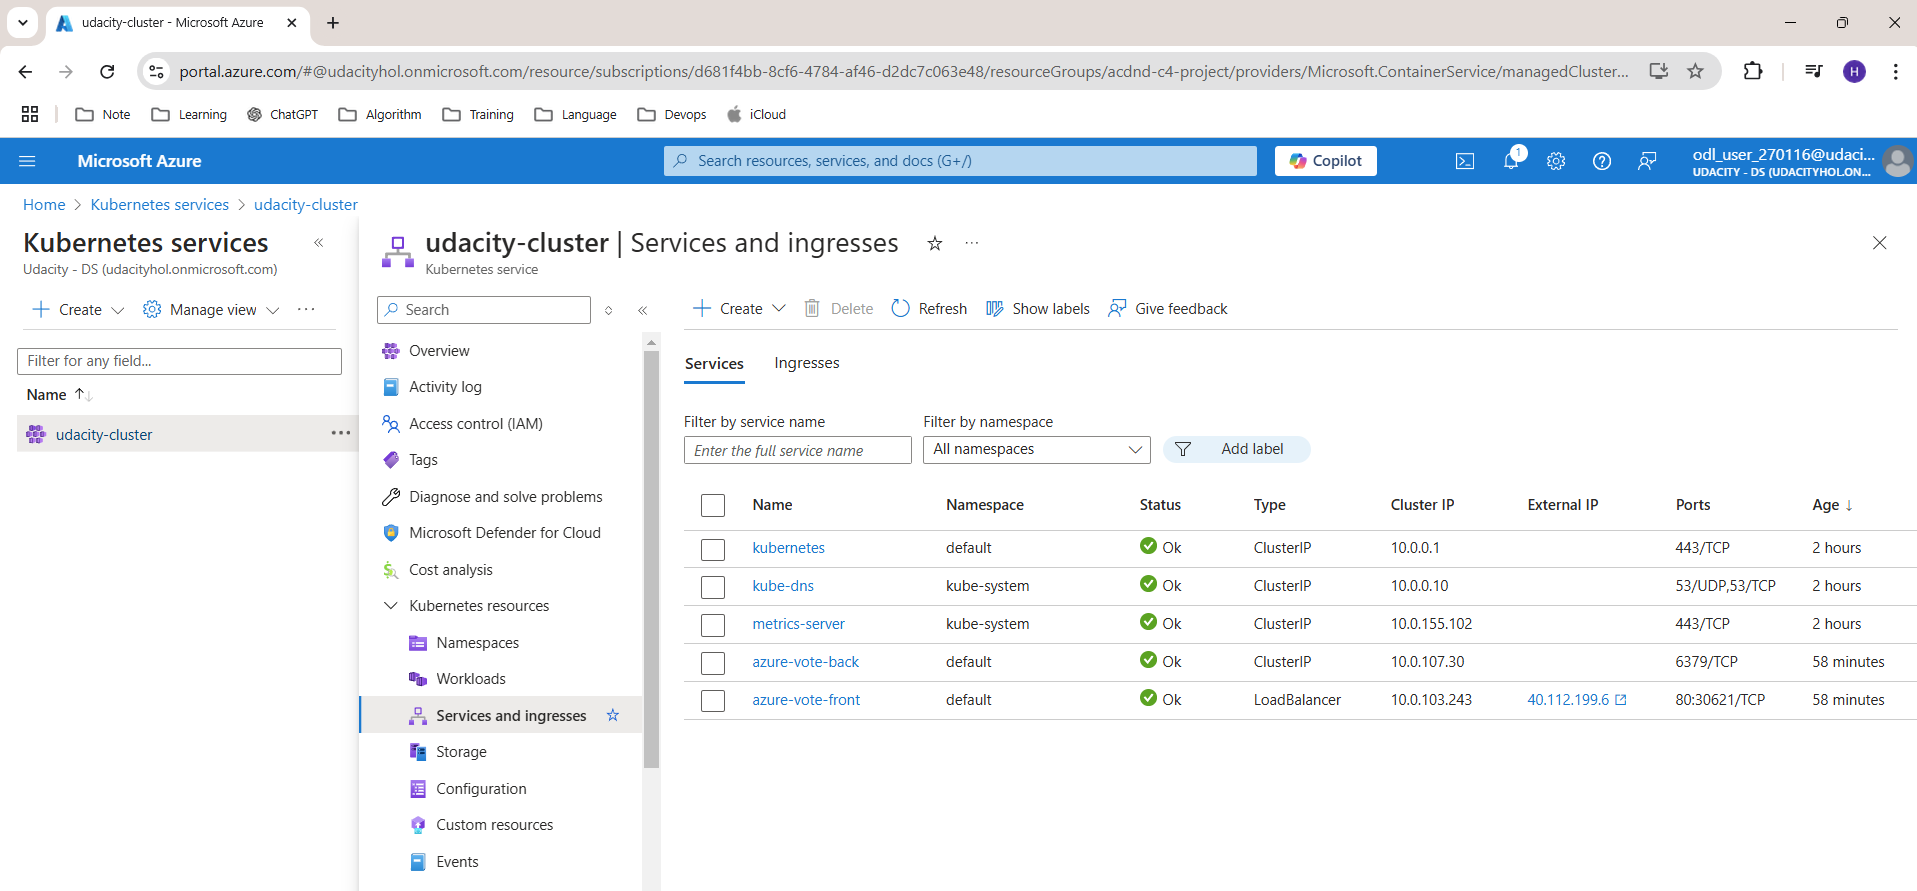 udacity-cluster - Microsoft Azure
portal.azure.com/#@udacityhol.onmicrosoft.com/resource/subscriptions/d681f4bb-8cf6-4784-af46-d2dc7c063e48/resourceGroups/acdnd-c4-project/providers/Microsoft.ContainerService/managedCluster...
H
Note Learning ChatGPT Algorithm Training Language Devops iCloud
Microsoft Azure
Search resources, services, and docs (G+/)
Copilot
1
odl_user_270116@udaci...
UDACITY - DS (UDACITYHOL.ON...
Home > Kubernetes services > udacity-cluster
Kubernetes services
Udacity - DS (udacityhol.onmicrosoft.com)
Create Manage view ...
Filter for any field...
Name
udacity-cluster
udacity-cluster | Services and ingresses
Kubernetes service
Search
Overview
Activity log
Access control (IAM)
Tags
Diagnose and solve problems
Microsoft Defender for Cloud
Cost analysis
Kubernetes resources
Namespaces
Workloads
Services and ingresses
Storage
Configuration
Custom resources
Events
Create Delete Refresh Show labels Give feedback
Services Ingresses
Filter by service name Filter by namespace
Enter the full service name All namespaces Add label
Name Namespace Status Type Cluster IP External IP Ports Age
kubernetes default Ok ClusterIP 10.0.0.1 443/TCP 2 hours
kube-dns kube-system Ok ClusterIP 10.0.0.10 53/UDP,53/TCP 2 hours
metrics-server kube-system Ok ClusterIP 10.0.155.102 443/TCP 2 hours
azure-vote-back default Ok ClusterIP 10.0.107.30 6379/TCP 58 minutes
azure-vote-front default Ok LoadBalancer 10.0.103.243 40.112.199.6 80:30621/TCP 58 minutes